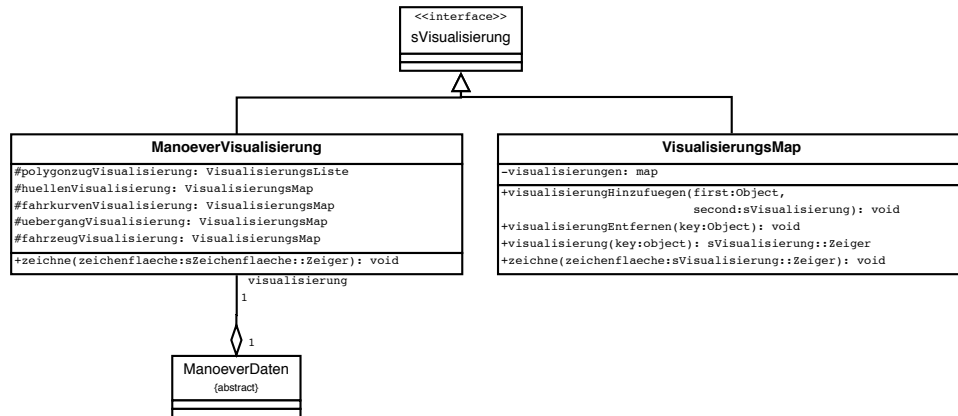 <<interface>>
sVisualisierung
ManoeverVisualisierung
#polygonzugVisualisierung: VisualisierungsListe
#huellenVisualisierung: VisualisierungsMap
#fahrkurvenVisualisierung: VisualisierungsMap
#uebergangVisualisierung: VisualisierungsMap
#fahrzeugVisualisierung: VisualisierungsMap
+zeichne(zeichenflaeche:sZeichenflaeche::Zeiger): void
VisualisierungsMap
-visualisierungen: map
+visualisierungHinzufuegen(first:Object,
second:sVisualisierung): void
+visualisierungEntfernen(key:Object): void
+visualisierung(key:object): sVisualisierung::Zeiger
+zeichne(zeichenflaeche:sVisualisierung::Zeiger): void
visualisierung
1
1
ManoeverDaten
{abstract}